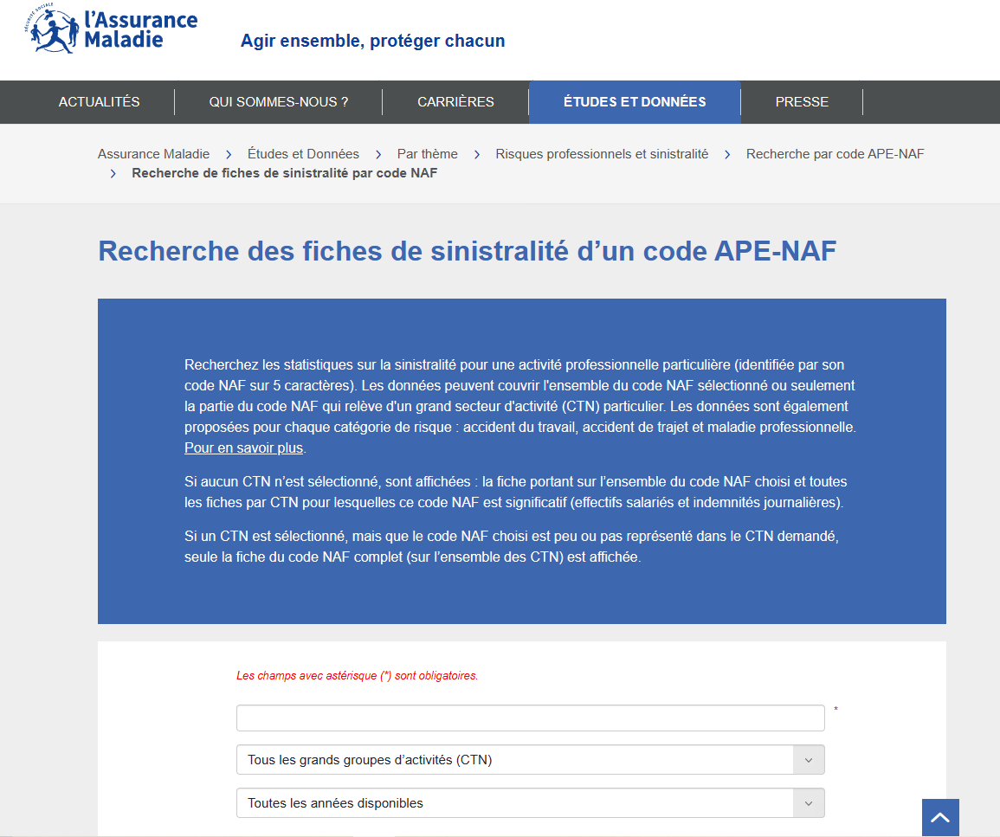 SÉCURITÉ SOCIALE
l'Assurance
Maladie
Agir ensemble, protéger chacun
ACTUALITÉS
QUI SOMMES-NOUS ?
CARRIÈRES
ÉTUDES ET DONNÉES
PRESSE
Assurance Maladie > Études et Données > Par thème > Risques professionnels et sinistralité > Recherche par code APE-NAF
> Recherche de fiches de sinistralité par code NAF
Recherche des fiches de sinistralité d’un code APE-NAF
Recherchez les statistiques sur la sinistralité pour une activité professionnelle particulière (identifiée par son
code NAF sur 5 caractères). Les données peuvent couvrir l'ensemble du code NAF sélectionné ou seulement
la partie du code NAF qui relève d'un grand secteur d'activité (CTN) particulier. Les données sont également
proposées pour chaque catégorie de risque : accident du travail, accident de trajet et maladie professionnelle.
Pour en savoir plus.
Si aucun CTN n’est sélectionné, sont affichées : la fiche portant sur l’ensemble du code NAF choisi et toutes
les fiches par CTN pour lesquelles ce code NAF est significatif (effectifs salariés et indemnités journalières).
Si un CTN est sélectionné, mais que le code NAF choisi est peu ou pas représenté dans le CTN demandé,
seule la fiche du code NAF complet (sur l’ensemble des CTN) est affichée.
Les champs avec astérisque (*) sont obligatoires.
*
Tous les grands groupes d’activités (CTN)
Toutes les années disponibles